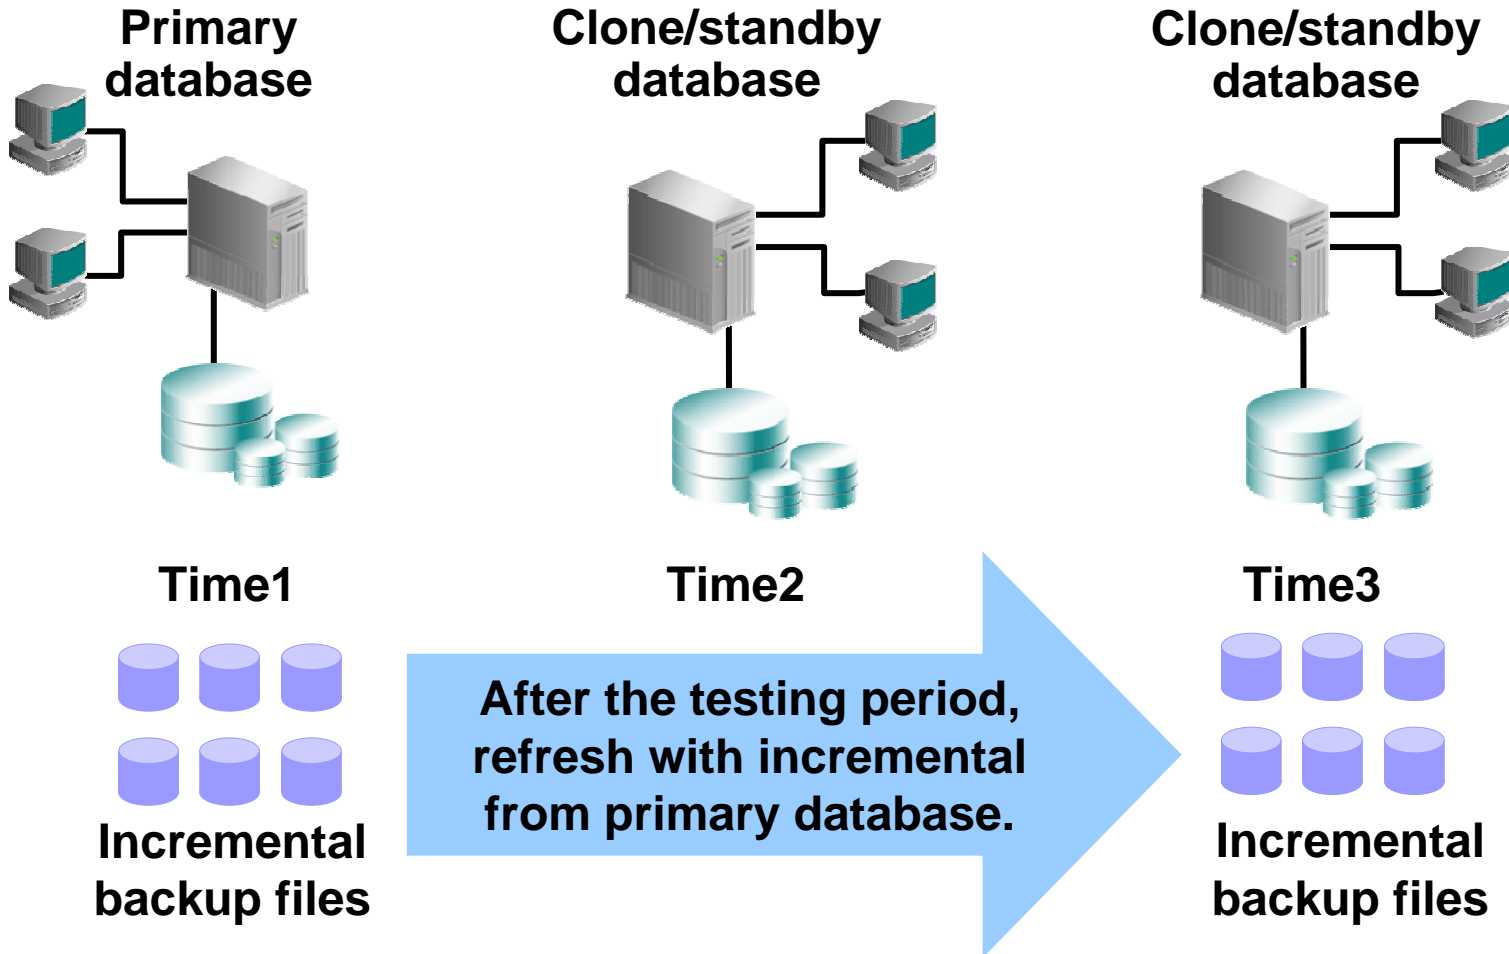 Primary
database
Clone/standby
database
Clone/standby
database
Time1
Time2
Time3
After the testing period,
refresh with incremental
from primary database.
Incremental
backup files
Incremental
backup files